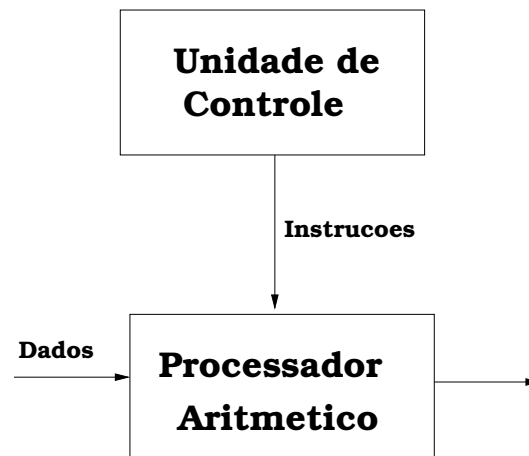 Unidade de
Controle
Instrucoes
Dados
Processador
Aritmetico